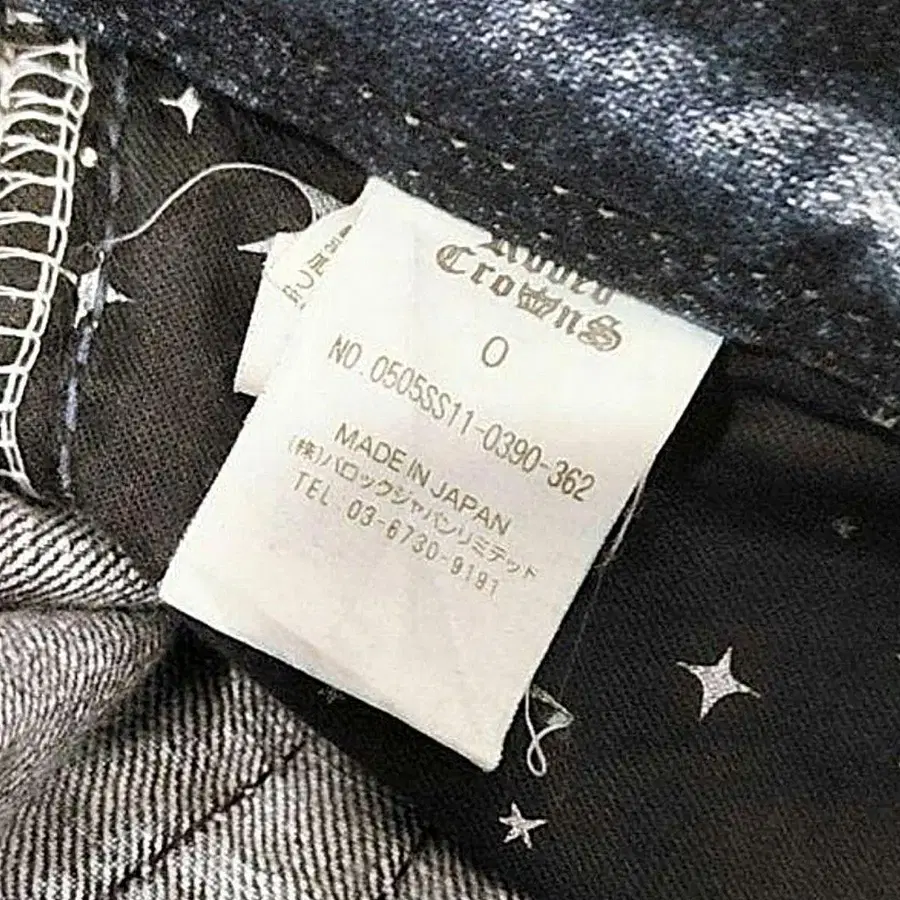 Rodeo
CroWnS
0
NO.0505SS11-0390-362
MADE IN JAPAN
(株)バロックジャパンリミテッド
TEL 03-6730-9191